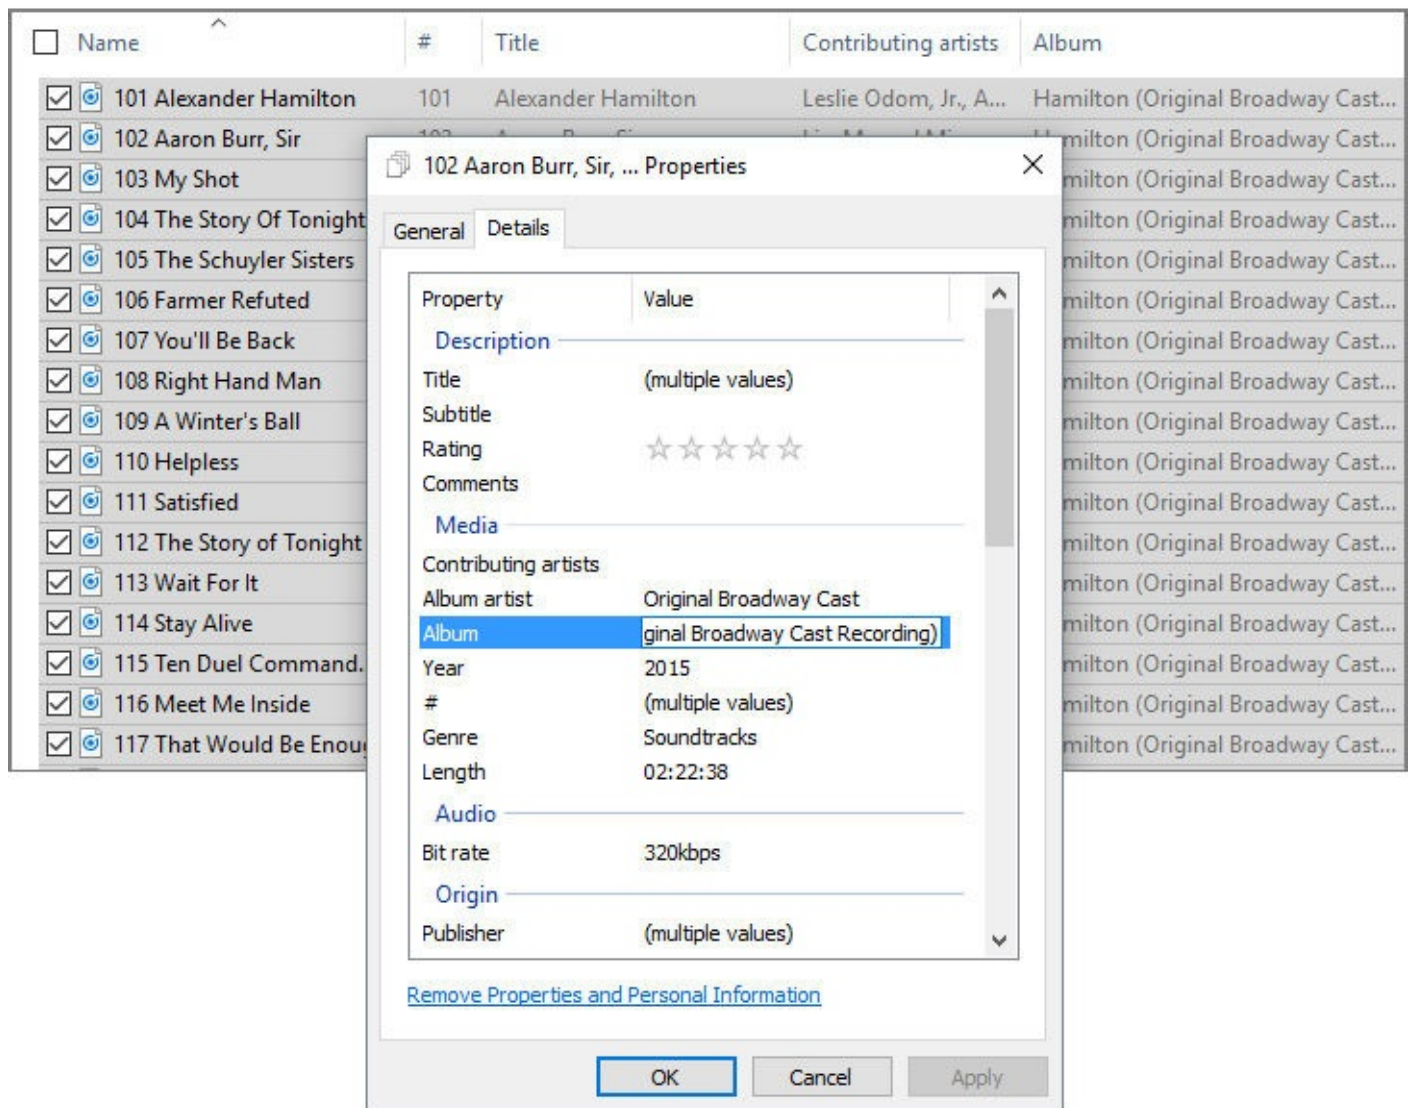 Name # Title Contributing artists Album
101 Alexander Hamilton 101 Alexander Hamilton Leslie Odom, Jr., A... Hamilton (Original Broadway Cast...
102 Aaron Burr, Sir milton (Original Broadway Cast...
102 Aaron Burr, Sir, ... Properties
103 My Shot milton (Original Broadway Cast...
104 The Story Of Tonight milton (Original Broadway Cast...
General Details
105 The Schuyler Sisters milton (Original Broadway Cast...
106 Farmer Refuted milton (Original Broadway Cast...
Property Value
107 You'll Be Back milton (Original Broadway Cast...
Description
108 Right Hand Man milton (Original Broadway Cast...
Title (multiple values)
109 A Winter's Ball milton (Original Broadway Cast...
Subtitle
110 Helpless milton (Original Broadway Cast...
Rating
111 Satisfied milton (Original Broadway Cast...
Comments
112 The Story of Tonight milton (Original Broadway Cast...
Media
113 Wait For It milton (Original Broadway Cast...
Contributing artists
114 Stay Alive milton (Original Broadway Cast...
Album artist Original Broadway Cast
Album ginal Broadway Cast Recording)
115 Ten Duel Command. milton (Original Broadway Cast...
Year 2015
116 Meet Me Inside milton (Original Broadway Cast...
# (multiple values)
117 That Would Be Enou milton (Original Broadway Cast...
Genre Soundtracks
Length 02:22:38
Audio
Bit rate 320kbps
Origin
Publisher (multiple values)
Remove Properties and Personal Information
OK Cancel Apply